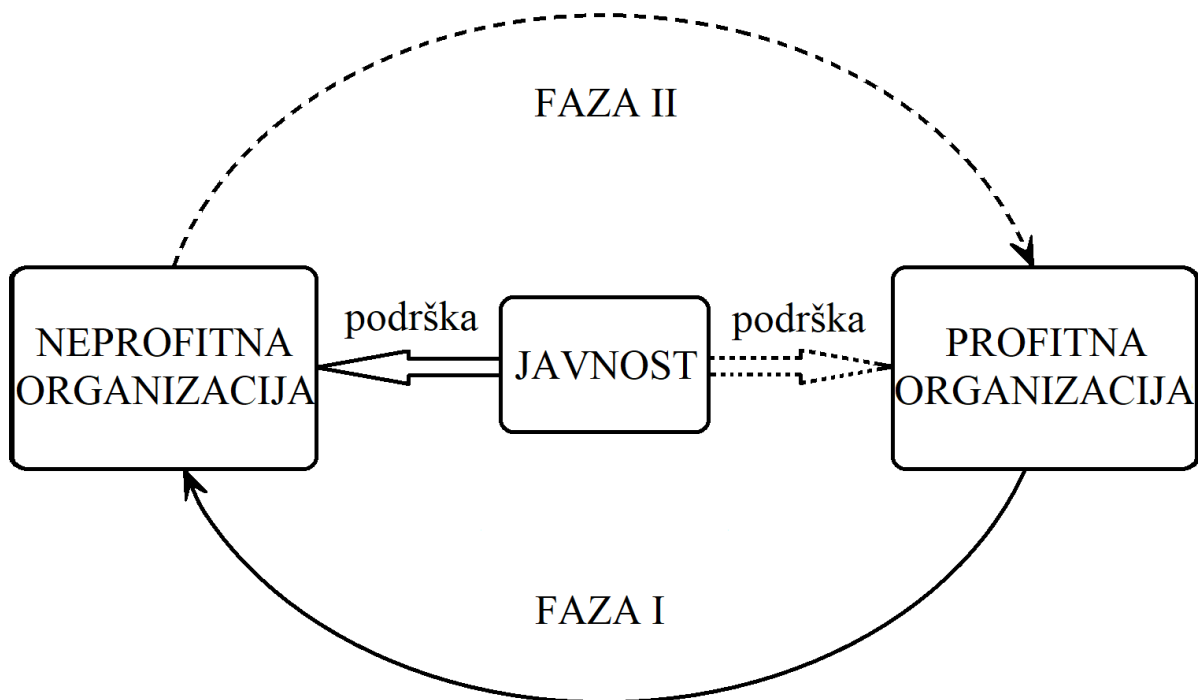 FAZA II
podrška
podrška
NEPROFITNA
ORGANIZACIJA
JAVNOST
PROFITNA
ORGANIZACIJA
FAZA I